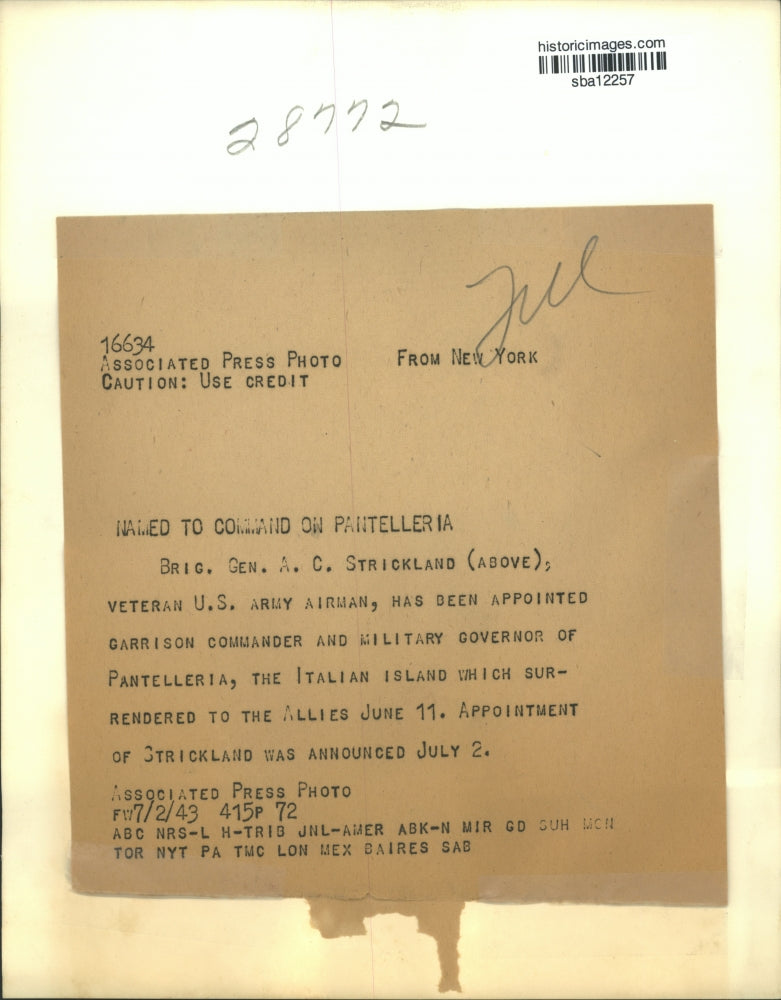 historicimages.com
sba12257
28772
16634
ASSOCIATED PRESS PHOTO FROM NEW YORK
CAUTION: USE CREDIT
NAMED TO COMMAND ON PANTELLERIA
BRIG. GEN. A. C. STRICKLAND (ABOVE),
VETERAN U.S. ARMY AIRMAN, HAS BEEN APPOINTED
GARRISON COMMANDER AND MILITARY GOVERNOR OF
PANTELLERIA, THE ITALIAN ISLAND WHICH SUR-
RENDERED TO THE ALLIES JUNE 11. APPOINTMENT
OF STRICKLAND WAS ANNOUNCED JULY 2.
ASSOCIATED PRESS PHOTO
FW7/2/43 415P 72
ABC NRS-L H-TRIB JNL-AMER ABK-N MIR GD SUH MCN
TOR NYT PA TMC LON MEX BAIRES SAB